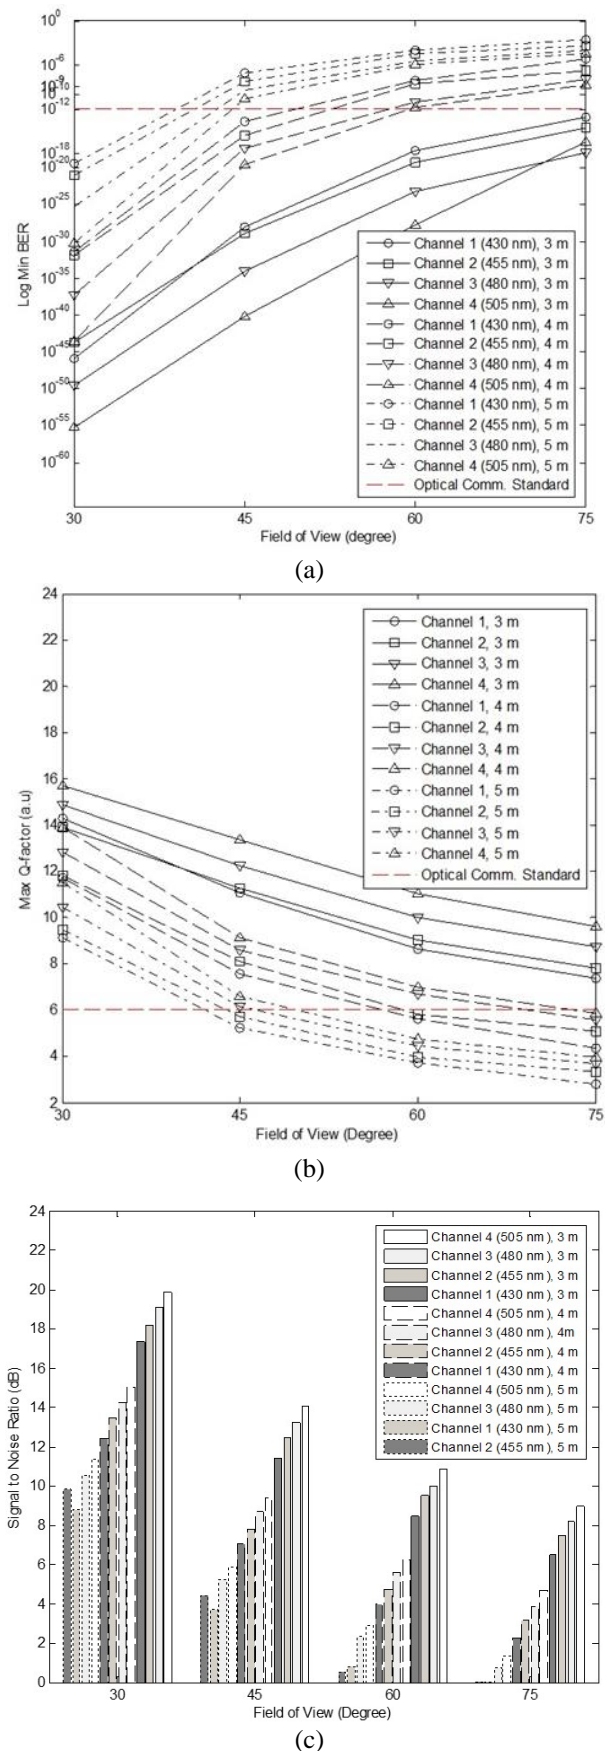 10^0
10^-6
10^-9
10^-10
10^-12
10^-18
10^-20
10^-25
10^-30
10^-35
10^-40
10^-45
10^-50
10^-55
10^-60
Log Min BER
Channel 1 (430 nm), 3 m
Channel 2 (455 nm), 3 m
Channel 3 (480 nm), 3 m
Channel 4 (505 nm), 3 m
Channel 1 (430 nm), 4 m
Channel 2 (455 nm), 4 m
Channel 3 (480 nm), 4 m
Channel 4 (505 nm), 4 m
Channel 1 (430 nm), 5 m
Channel 2 (455 nm), 5 m
Channel 3 (480 nm), 5 m
Channel 4 (505 nm), 5 m
Optical Comm. Standard
30 45 60 75
Field of View (degree)
(a)
24
22
20
18
16
14
12
10
8
6
4
2
Max Q-factor (a.u)
Channel 1, 3 m
Channel 2, 3 m
Channel 3, 3 m
Channel 4, 3 m
Channel 1, 4 m
Channel 2, 4 m
Channel 3, 4 m
Channel 4, 4 m
Channel 1, 5 m
Channel 2, 5 m
Channel 3, 5 m
Channel 4, 5 m
Optical Comm. Standard
30 45 60 75
Field of View (Degree)
(b)
24
22
20
18
16
14
12
10
8
6
4
2
0
Signal to Noise Ratio (dB)
Channel 4 (505 nm), 3 m
Channel 3 (480 nm), 3 m
Channel 2 (455 nm), 3 m
Channel 1 (430 nm), 3 m
Channel 4 (505 nm), 4 m
Channel 3 (480 nm), 4m
Channel 2 (455 nm), 4 m
Channel 1 (430 nm), 4 m
Channel 4 (505 nm), 5 m
Channel 3 (480 nm), 5 m
Channel 1 (430 nm), 5 m
Channel 2 (455 nm), 5 m
30 45 60 75
Field of View (Degree)
(c)